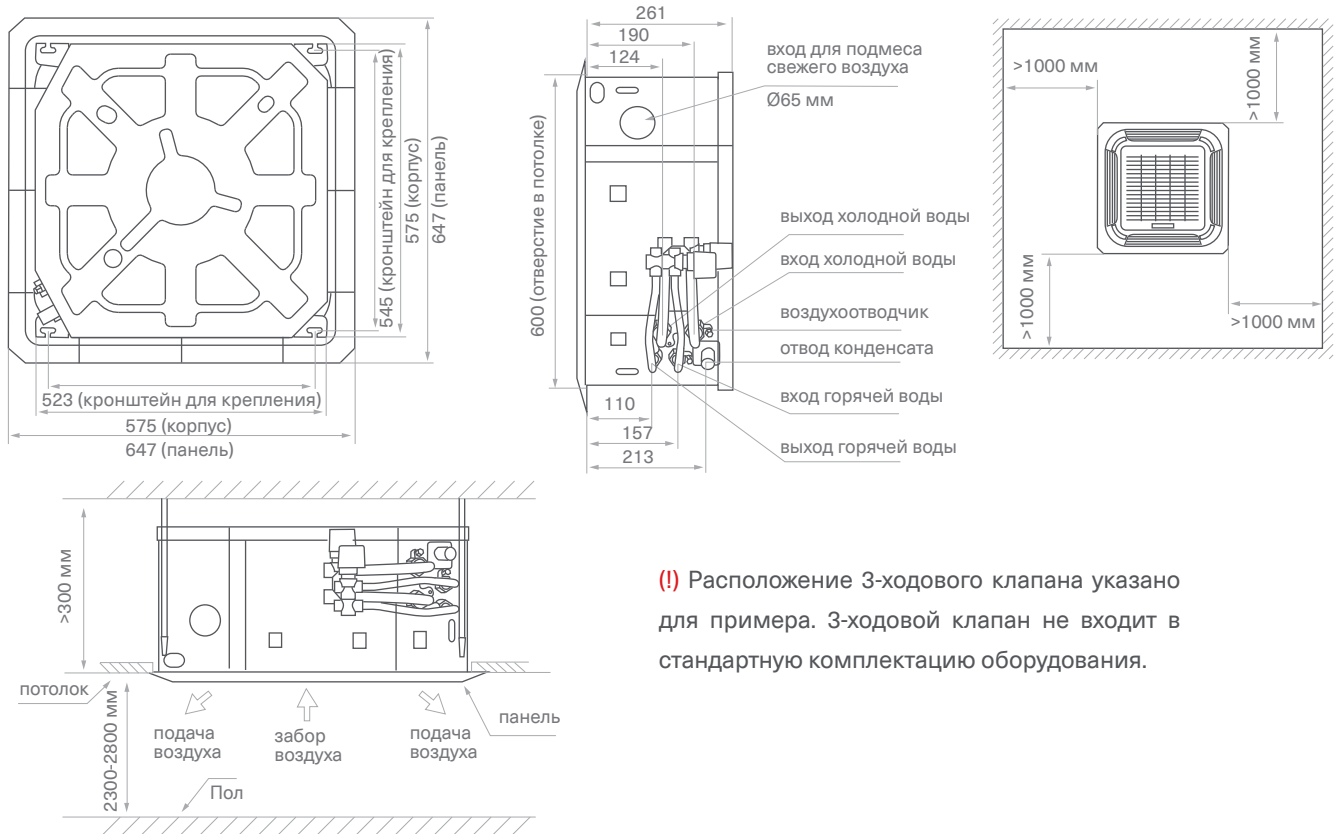 545 (кронштейн для крепления)
575 (корпус)
647 (панель)
523 (кронштейн для крепления)
575 (корпус)
647 (панель)
261
190
124
600 (отверстие в потолке)
вход для подмеса
свежего воздуха
Ø65 мм
выход холодной воды
вход холодной воды
воздухоотводчик
отвод конденсата
вход горячей воды
выход горячей воды
110
157
213
>1000 мм
>1000 мм
>1000 мм
>1000 мм
>300 мм
потолок
2300-2800 мм
подача
воздуха
забор
воздуха
подача
воздуха
панель
Пол
(!) Расположение 3-ходового клапана указано
для примера. 3-ходовой клапан не входит в
стандартную комплектацию оборудования.